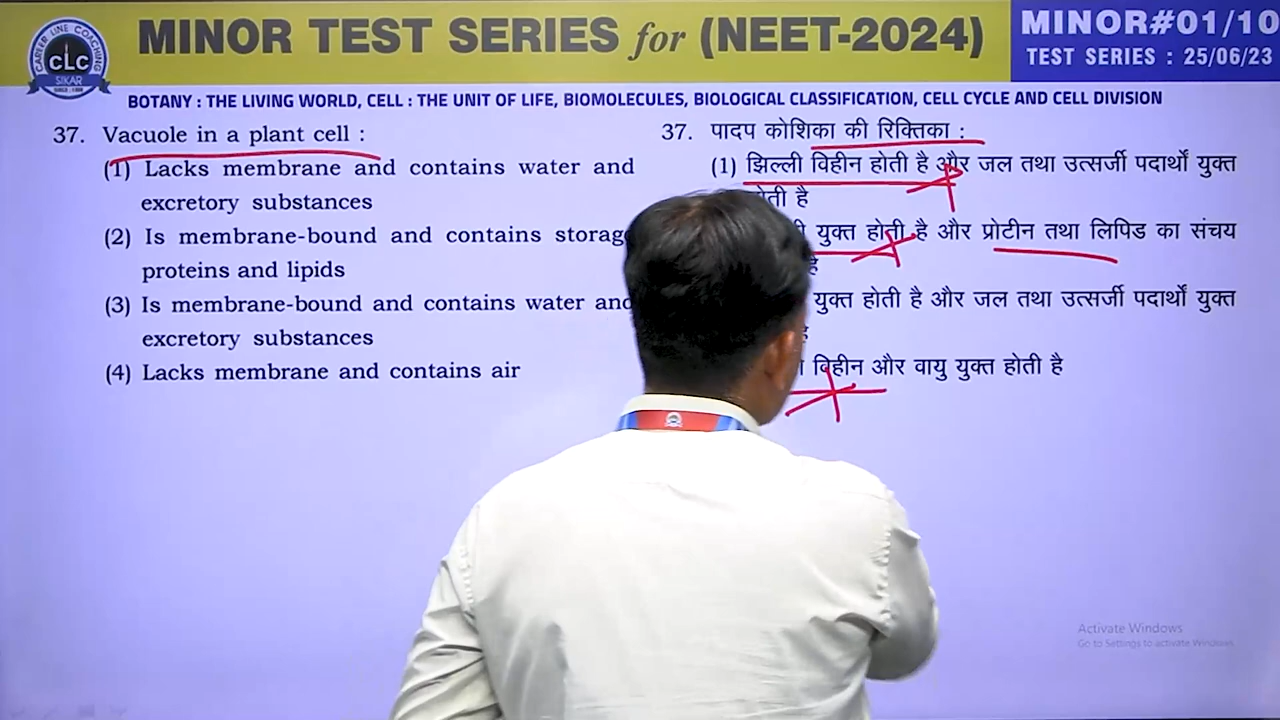 MINOR TEST SERIES for (NEET-2024)
MINOR#01/10
TEST SERIES : 25/06/23
CAREER LINE COACHING
CLC
SIKAR
BOTANY : THE LIVING WORLD, CELL : THE UNIT OF LIFE, BIOMOLECULES, BIOLOGICAL CLASSIFICATION, CELL CYCLE AND CELL DIVISION
37. Vacuole in a plant cell :
(1) Lacks membrane and contains water and
excretory substances
(2) Is membrane-bound and contains storage
proteins and lipids
(3) Is membrane-bound and contains water and
excretory substances
(4) Lacks membrane and contains air
37. पादप कोशिका की रिक्तिका :
(1) झिल्ली विहीन होती है और जल तथा उत्सर्जी पदार्थों युक्त
होती है
युक्त होती है और प्रोटीन तथा लिपिड का संचय
है
युक्त होती है और जल तथा उत्सर्जी पदार्थों युक्त
है
विहीन और वायु युक्त होती है
Activate Windows
Go to Settings to activate Windows.